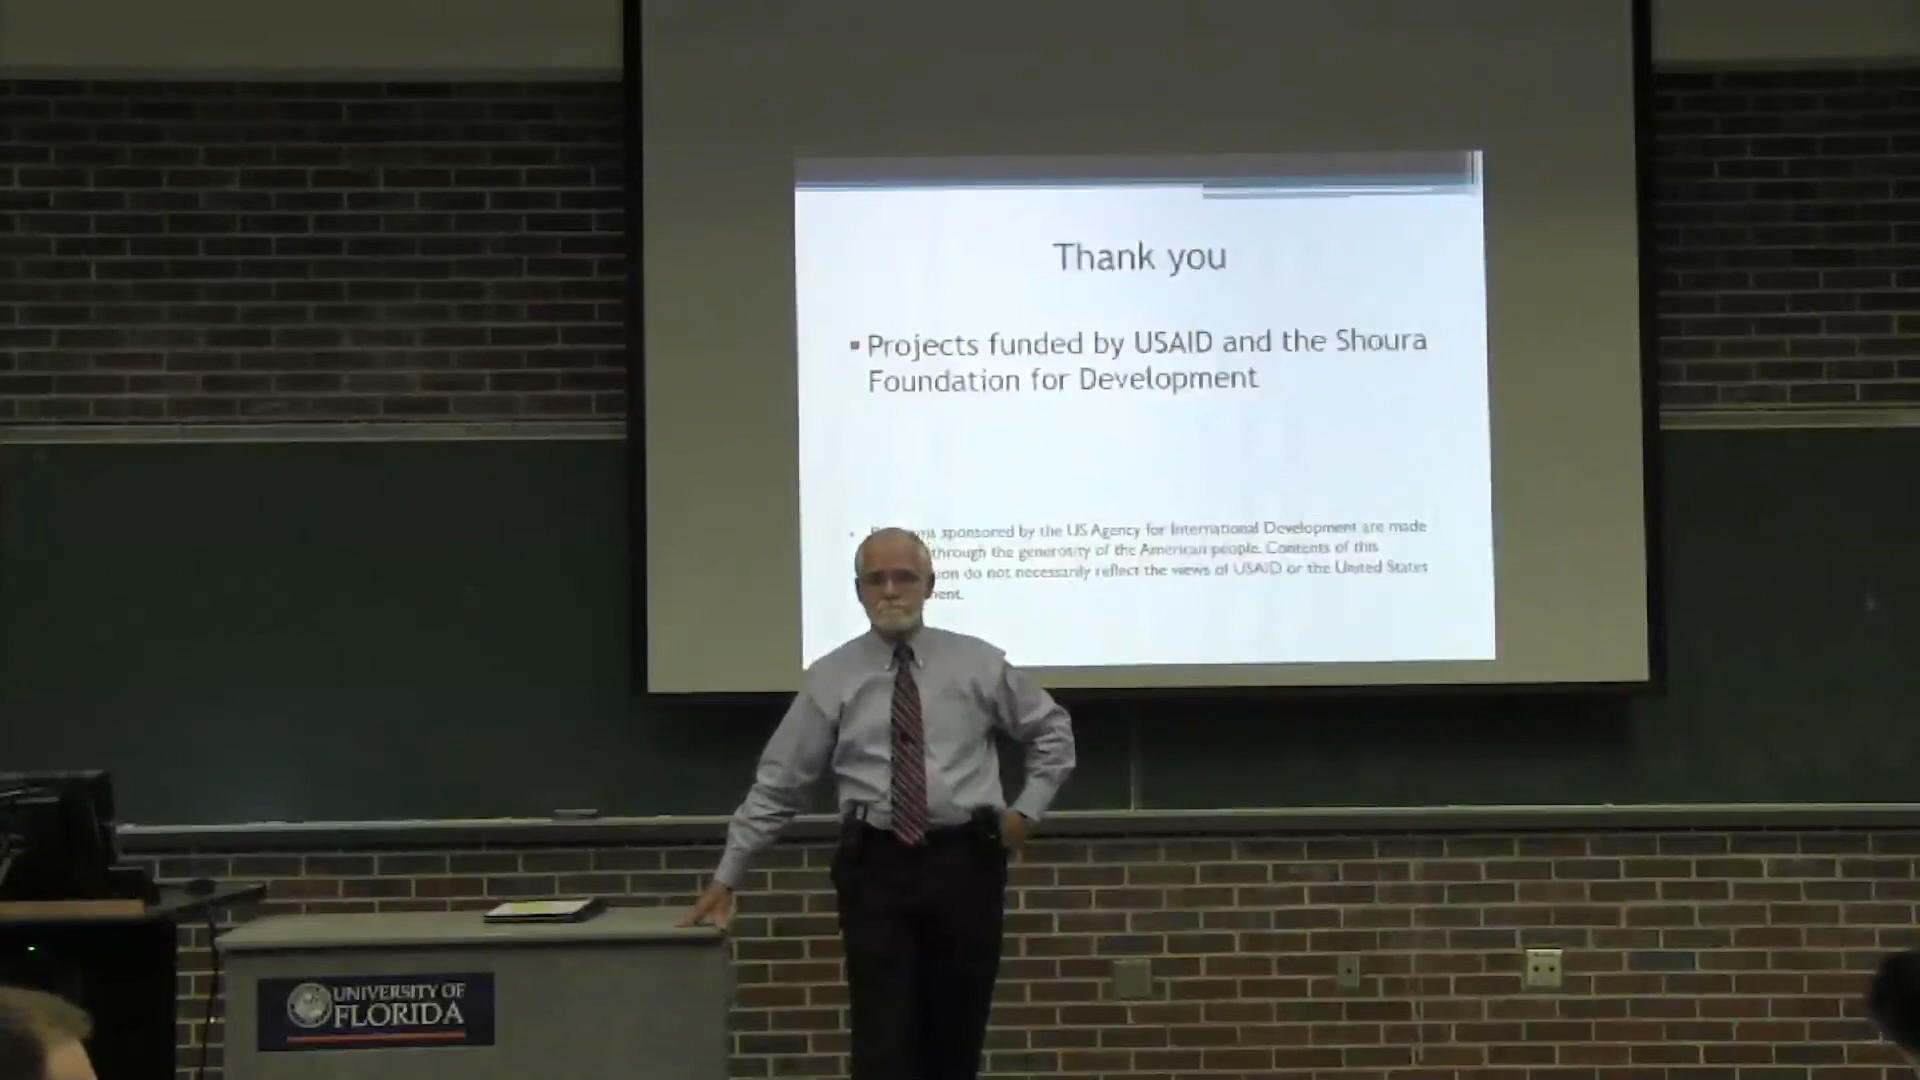 Thank you
Projects funded by USAID and the Shoura
Foundation for Development
sponsored by the US Agency for International Development are made
through the generosity of the American people. Contents of this
do not necessarily reflect the views of USAID or the United States
UNIVERSITY OF
FLORIDA